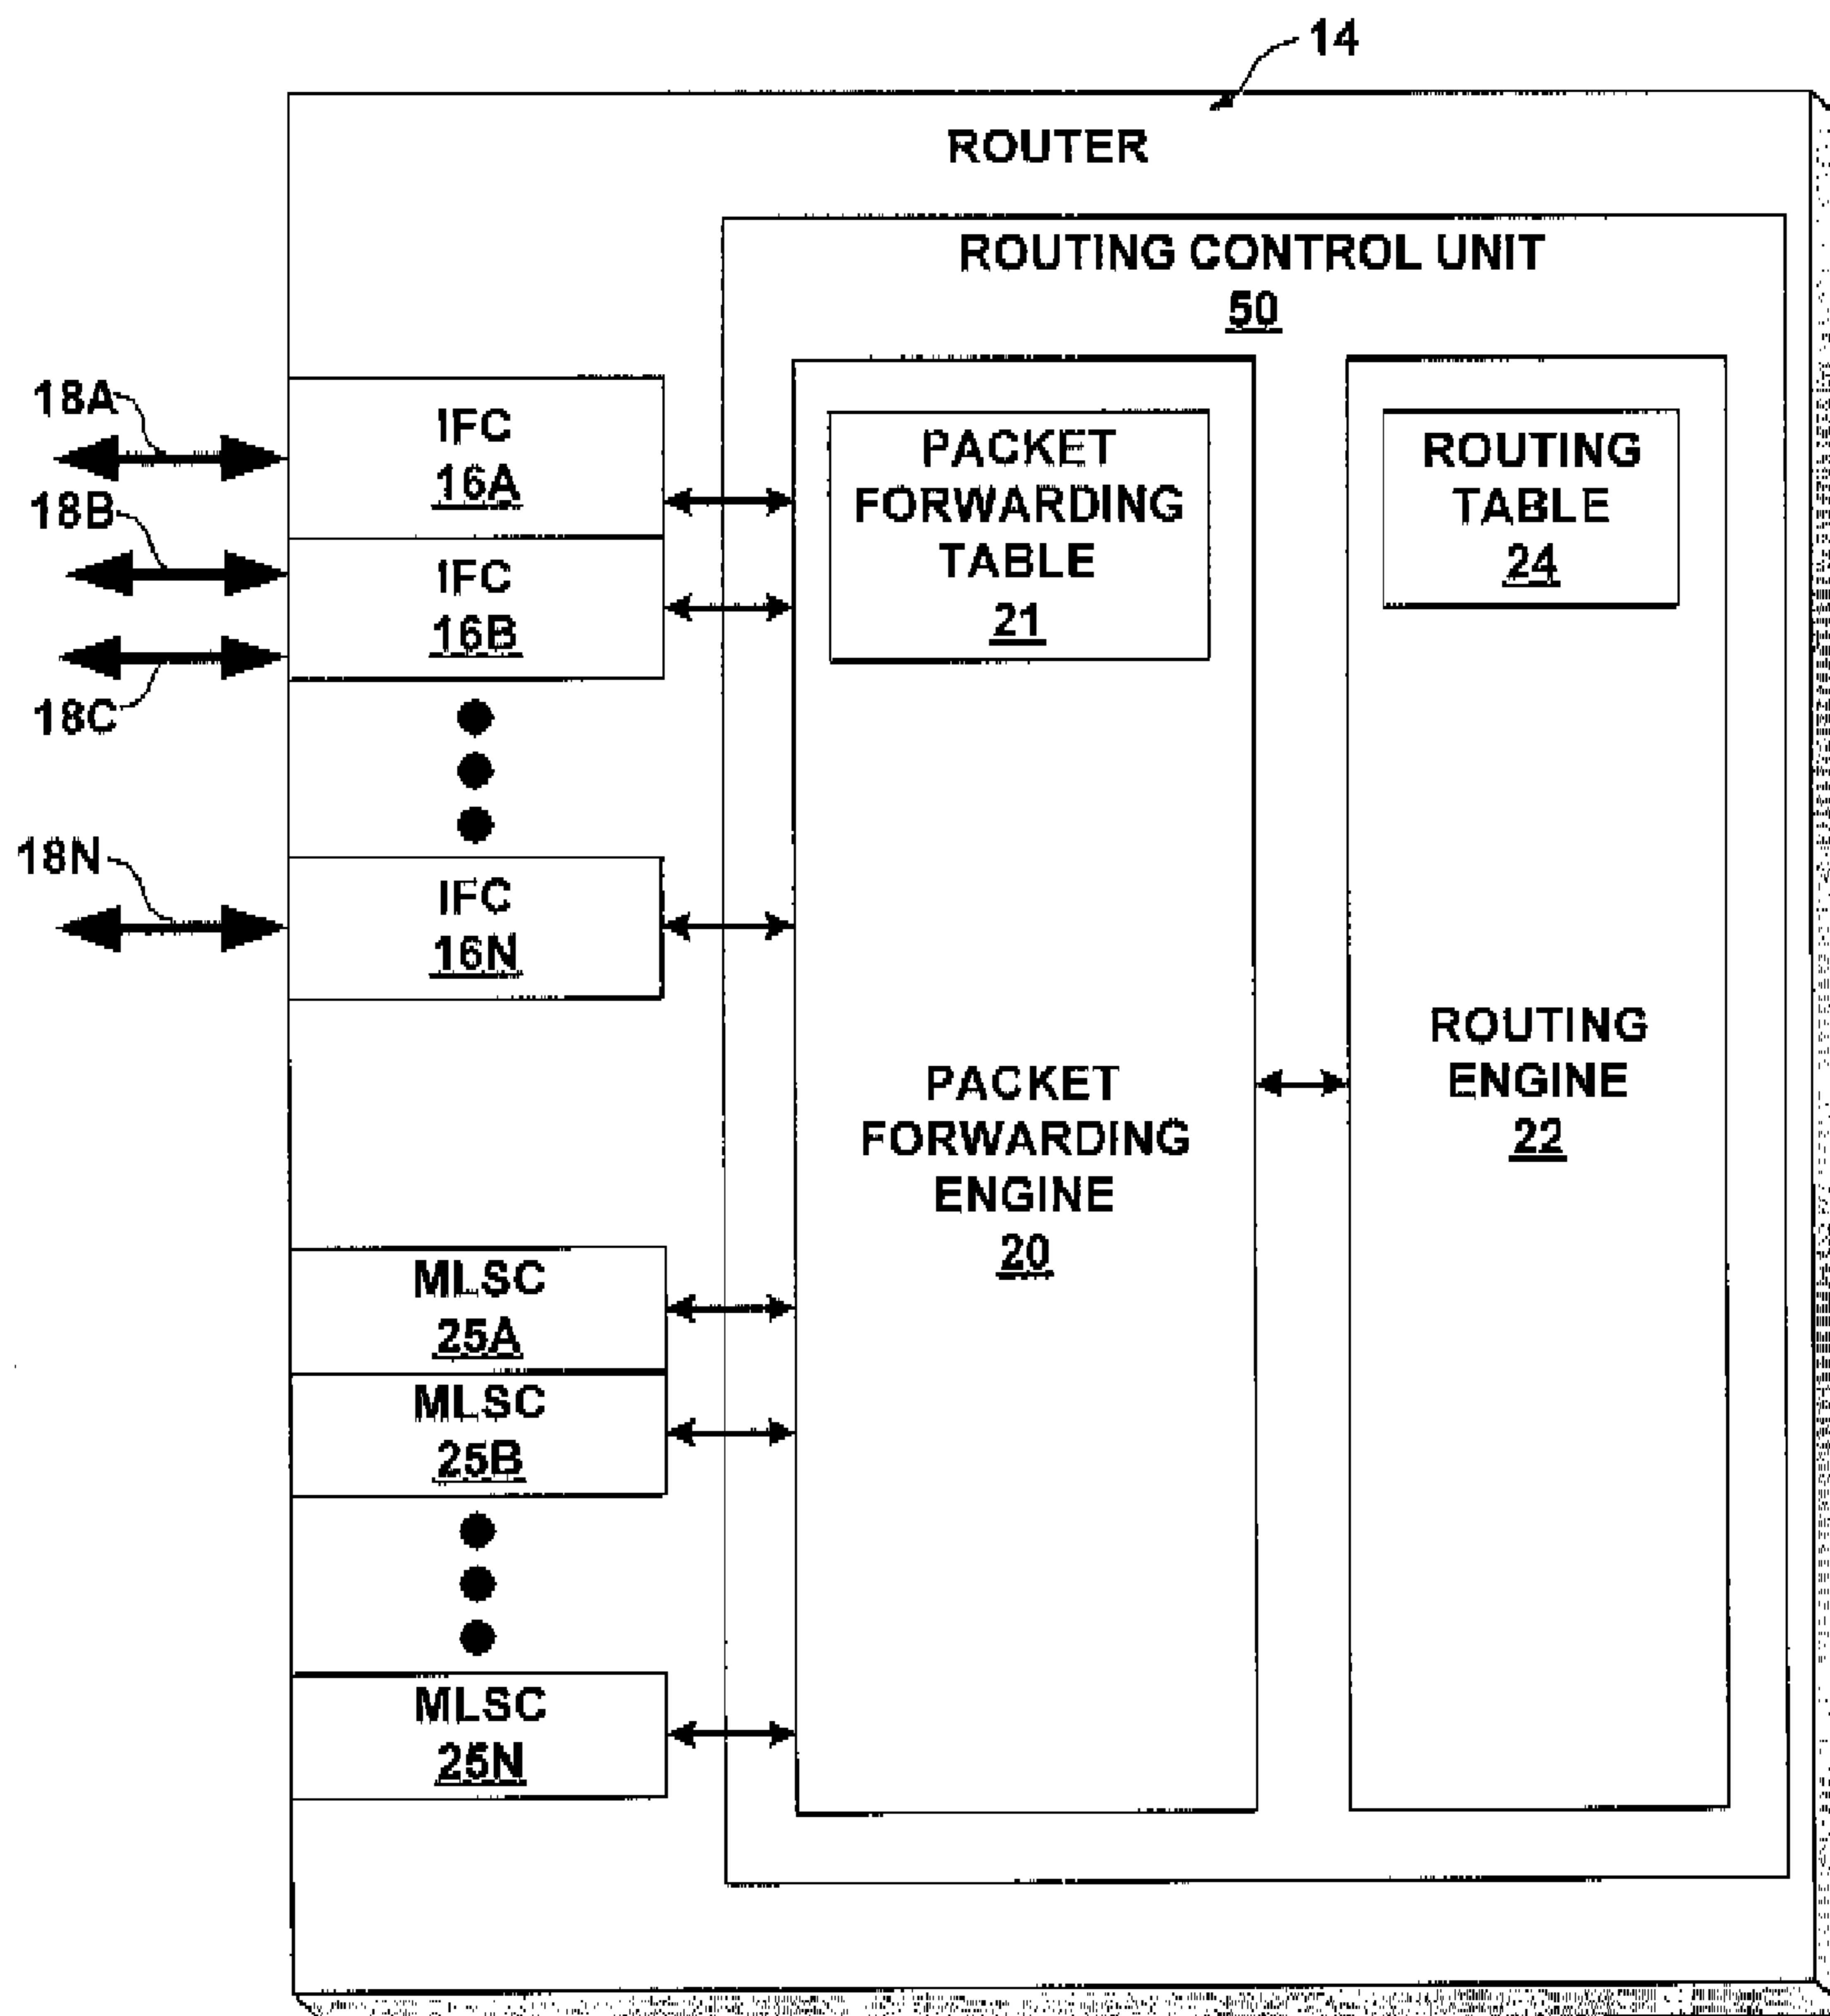 14
ROUTER
ROUTING CONTROL UNIT
50
18A
IFC
16A
18B
IFC
16B
18C
18N
IFC
16N
PACKET
FORWARDING
TABLE
21
ROUTING
TABLE
24
PACKET
FORWARDING
ENGINE
20
ROUTING
ENGINE
22
MLSC
25A
MLSC
25B
MLSC
25N